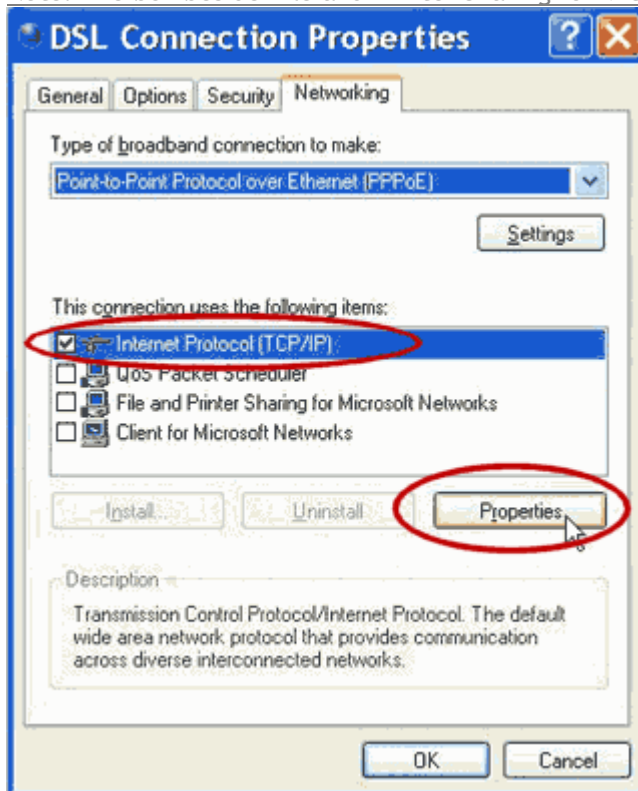 DSL Connection Properties
General Options Security Networking
Type of broadband connection to make:
Point-to-Point Protocol over Ethernet (PPPoE)
Settings
This connection uses the following items:
Internet Protocol (TCP/IP)
QoS Packet Scheduler
File and Printer Sharing for Microsoft Networks
Client for Microsoft Networks
Install... Uninstall Properties
Description
Transmission Control Protocol/Internet Protocol. The default
wide area network protocol that provides communication
across diverse interconnected networks.
OK Cancel